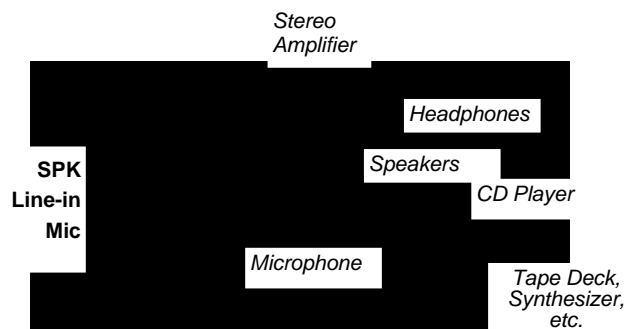 Stereo
Amplifier
Headphones
Speakers
SPK
Line-in
CD Player
Mic
Microphone
Tape Deck,
Synthesizer,
etc.